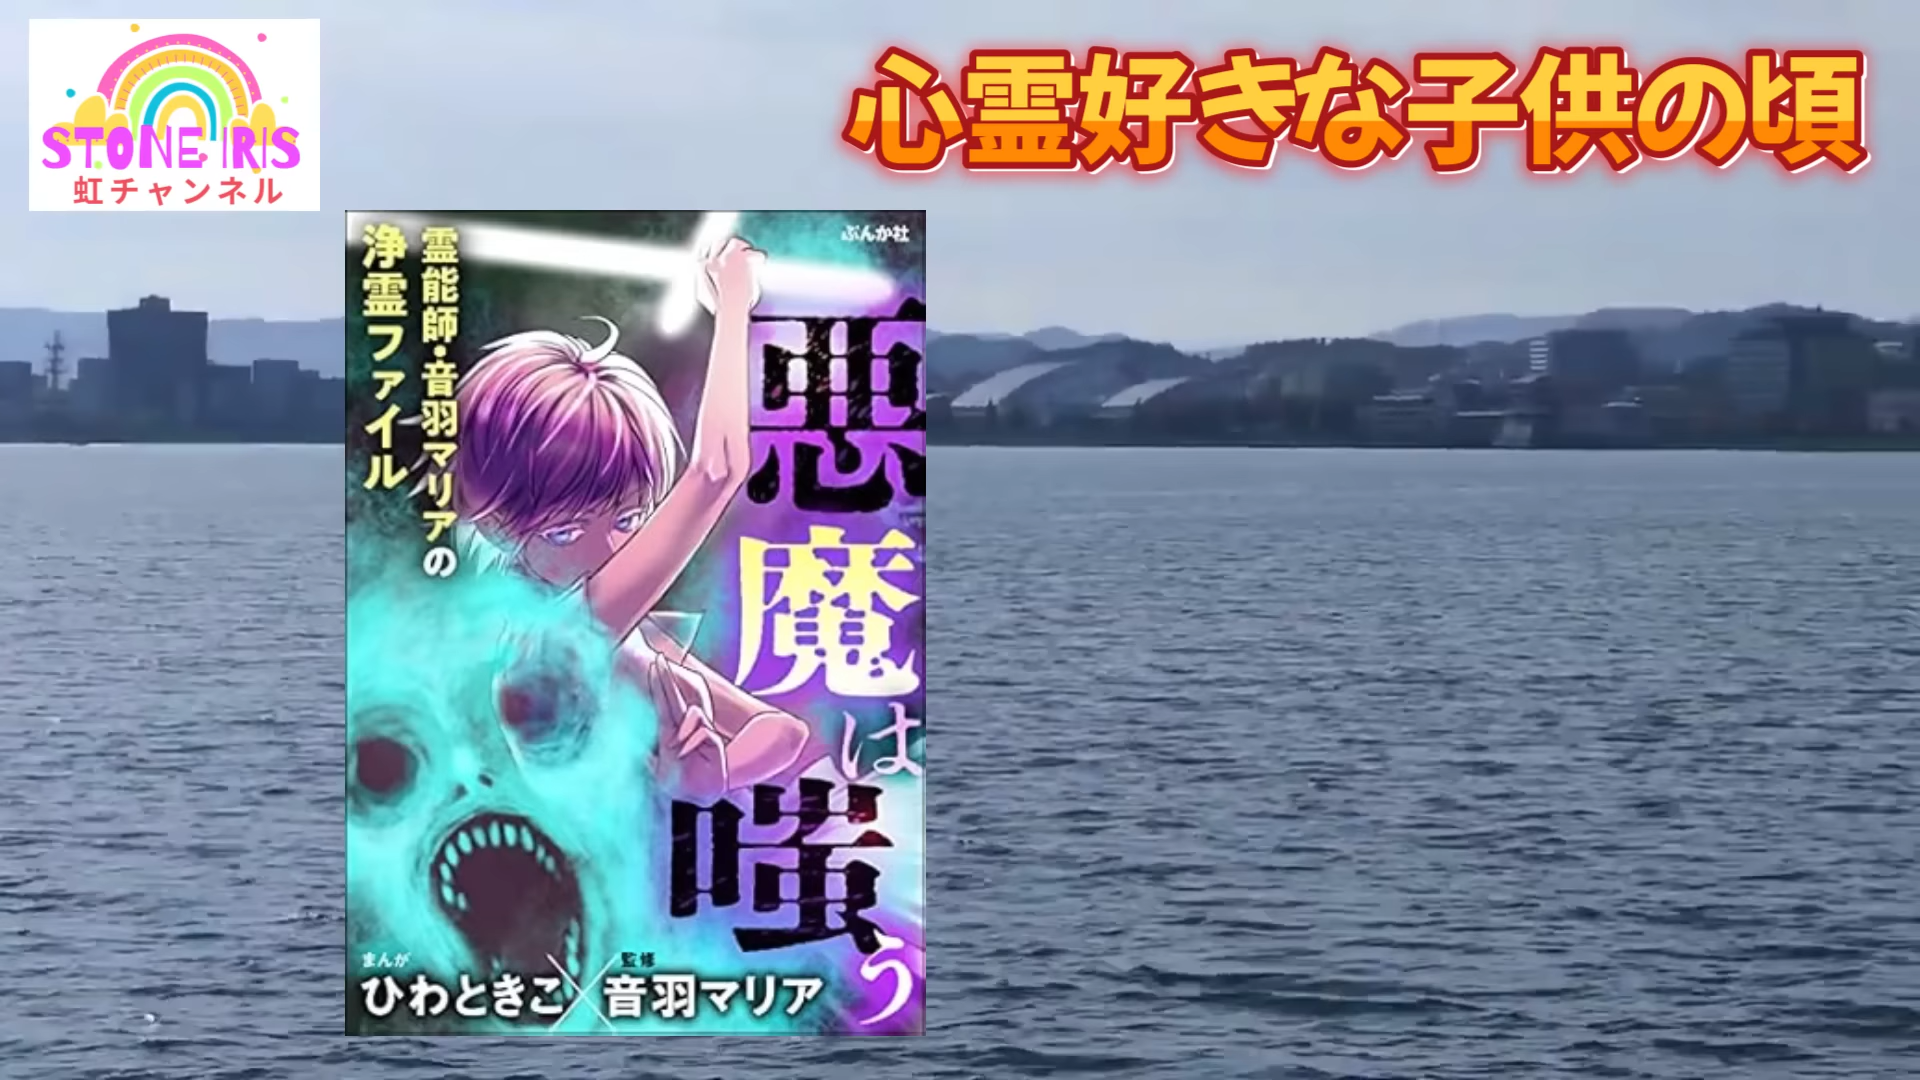 STONE IRIS
虹チャンネル
心霊好きな子供の頃
ぶんか社
霊能師・音羽マリアの
浄霊ファイル
悪魔は嗤う
まんが
ひわときこ×音羽マリア
監修